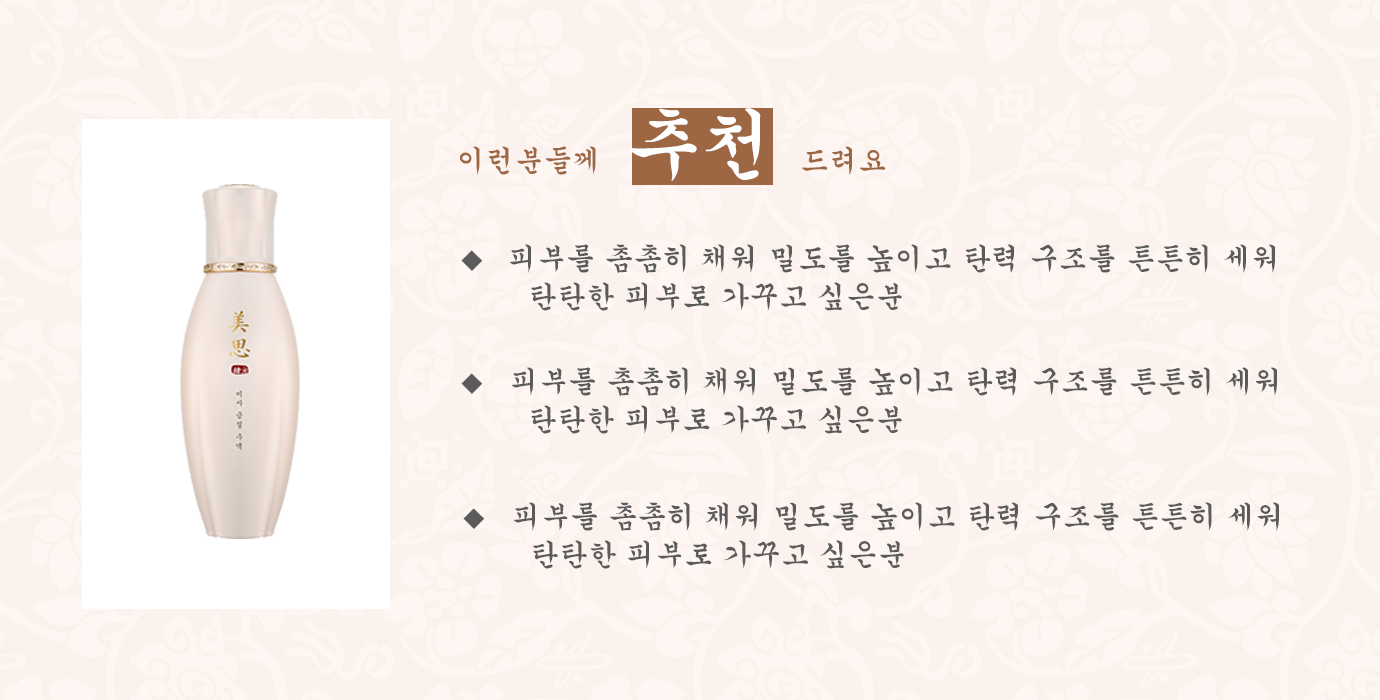 이런분들께 추천 드려요
◆ 피부를 촘촘히 채워 밀도를 높이고 탄력 구조를 튼튼히 세워
탄탄한 피부로 가꾸고 싶은분
◆ 피부를 촘촘히 채워 밀도를 높이고 탄력 구조를 튼튼히 세워
탄탄한 피부로 가꾸고 싶은분
◆ 피부를 촘촘히 채워 밀도를 높이고 탄력 구조를 튼튼히 세워
탄탄한 피부로 가꾸고 싶은분
美思
미사 금설 수액